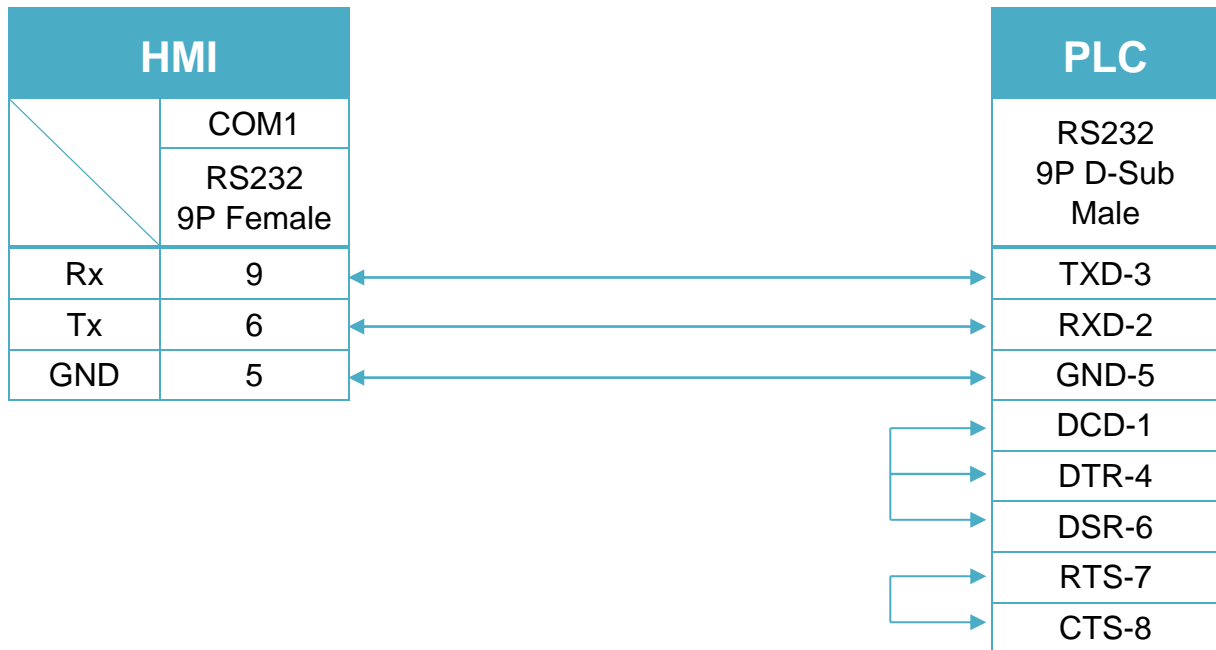 HMI
COM1
RS232
9P Female
Rx 9
Tx 6
GND 5
PLC
RS232
9P D-Sub
Male
TXD-3
RXD-2
GND-5
DCD-1
DTR-4
DSR-6
RTS-7
CTS-8